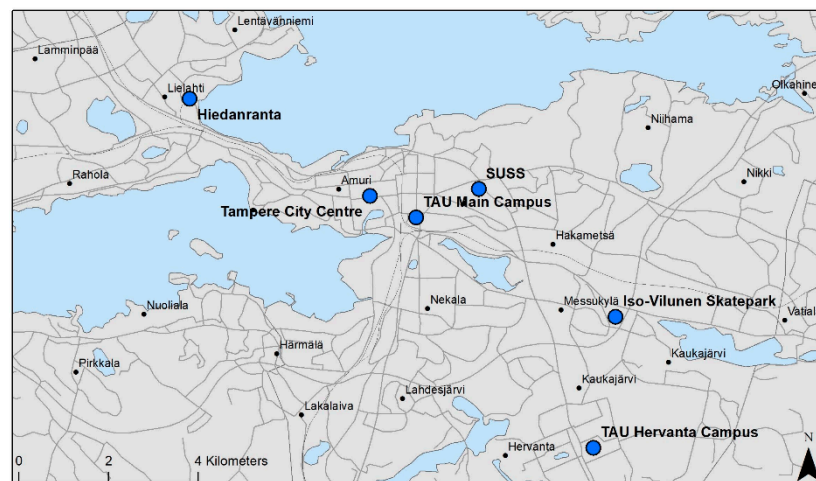 Lentävänniemi
Lamminpää
Lielahti
Olkahine
Hiedanranta
Niihama
Rahola
Amuri
SUSS
Nikki
Tampere City Centre
TAU Main Campus
Hakametsä
Nuoliala
Nekala
Messukylä
Iso-Vilunen Skatepark
Vatial
Härmälä
Kaukajärvi
Pirkkala
Kaukajärvi
Lahdesjärvi
Lakalaiva
TAU Hervanta Campus
Hervanta
N
0 2 4 Kilometers